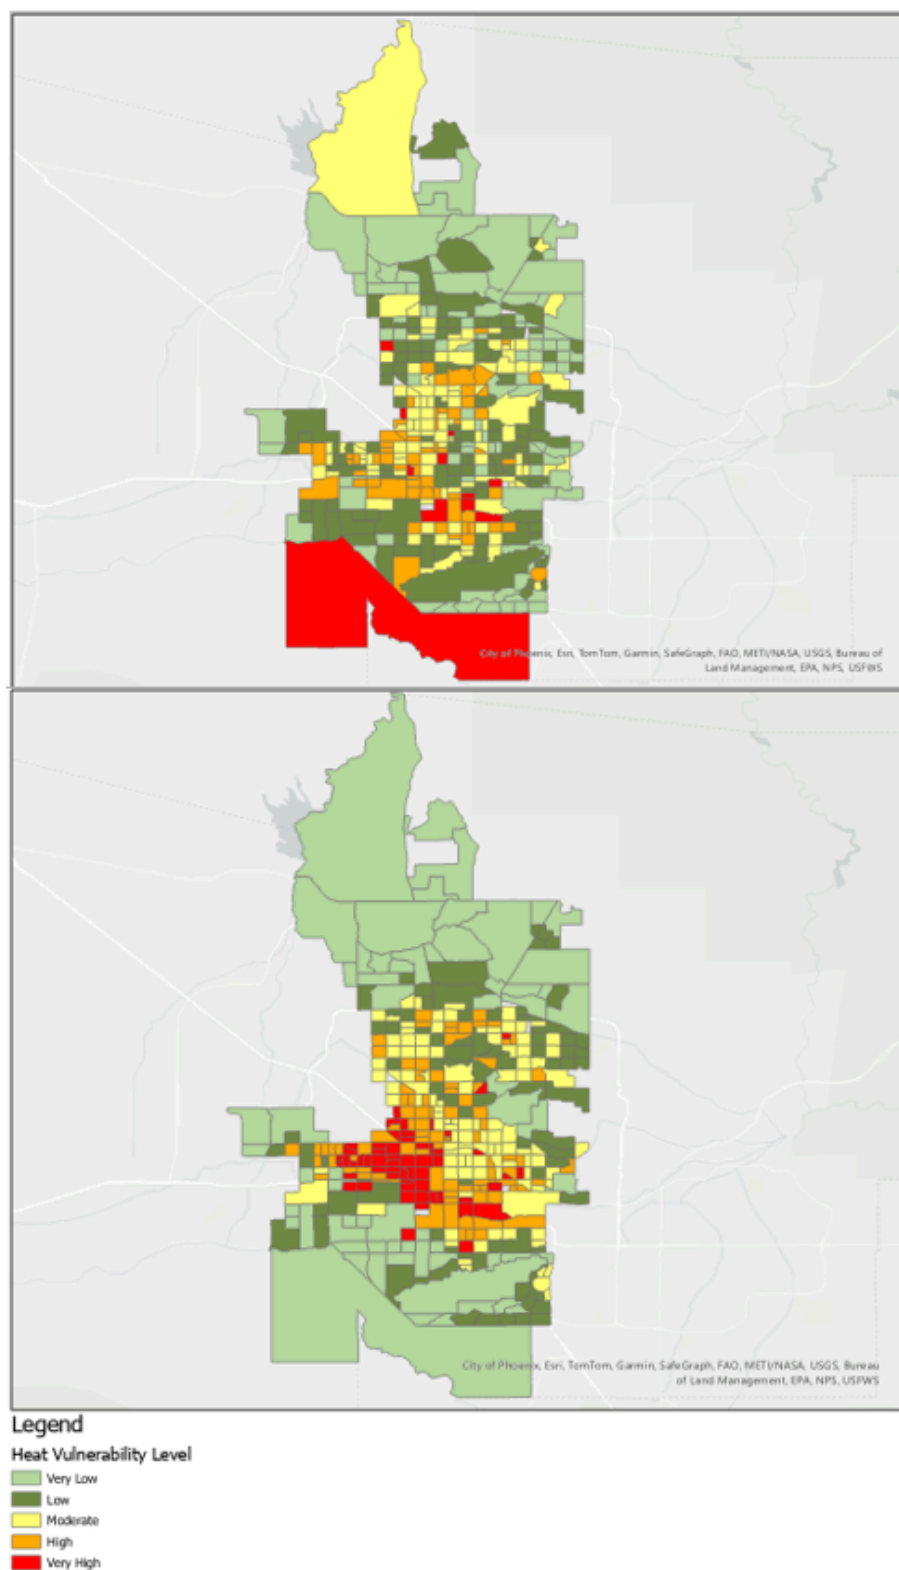 City of Phoenix, Esri, TomTom, Garmin, SafeGraph, FAO, METI/NASA, USGS, Bureau of
Land Management, EPA, NPS, USFWS
City of Phoenix, Esri, TomTom, Garmin, SafeGraph, FAO, METI/NASA, USGS, Bureau
of Land Management, EPA, NPS, USFWS
Legend
Heat Vulnerability Level
Very Low
Low
Moderate
High
Very High